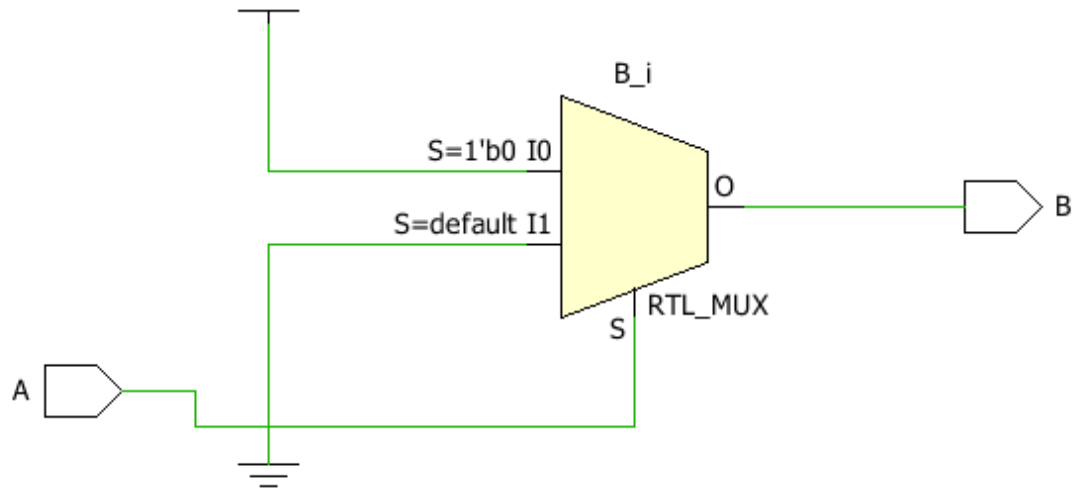 B_i
S=1'b0 I0
O
B
S=default I1
RTL_MUX
S
A